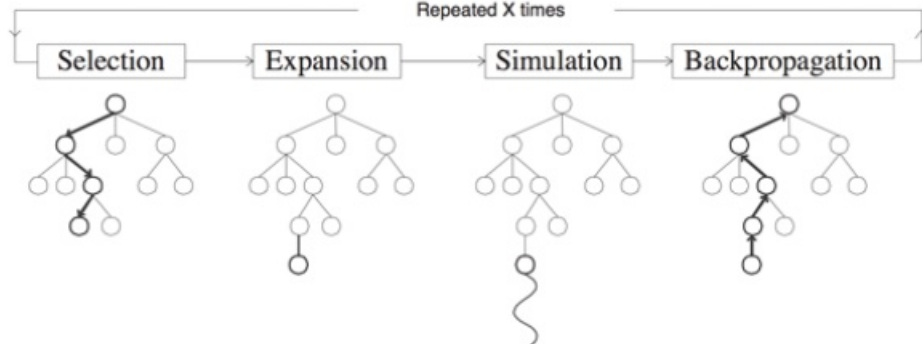 Repeated X times
Selection
Expansion
Simulation
Backpropagation